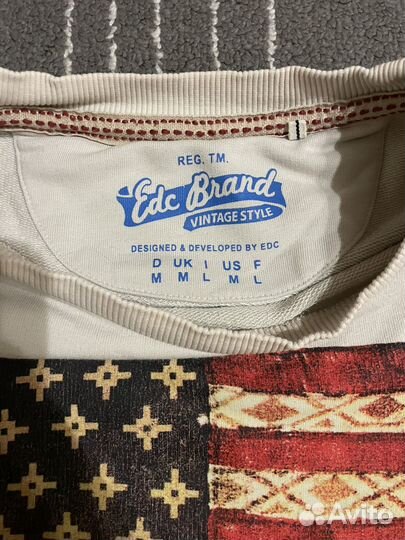 REG. TM.
Edc Brand
VINTAGE STYLE
DESIGNED & DEVELOPED BY EDC
D UK I US F
M M L M L
Avito